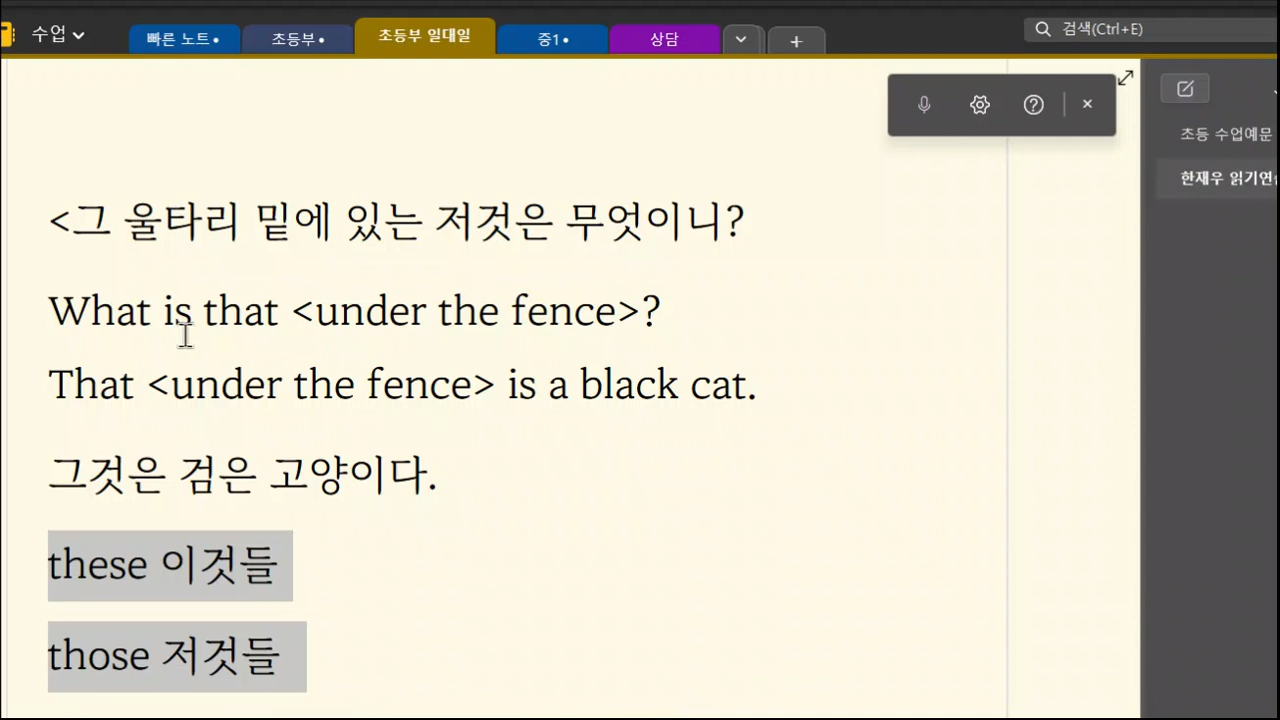 수업
빠른 노트•
초등부•
초등부 일대일
중1•
상담
검색(Ctrl+E)
<그 울타리 밑에 있는 저것은 무엇이니?
What is that <under the fence>?
That <under the fence> is a black cat.
그것은 검은 고양이다.
these 이것들
those 저것들
초등 수업예문
한재우 읽기연